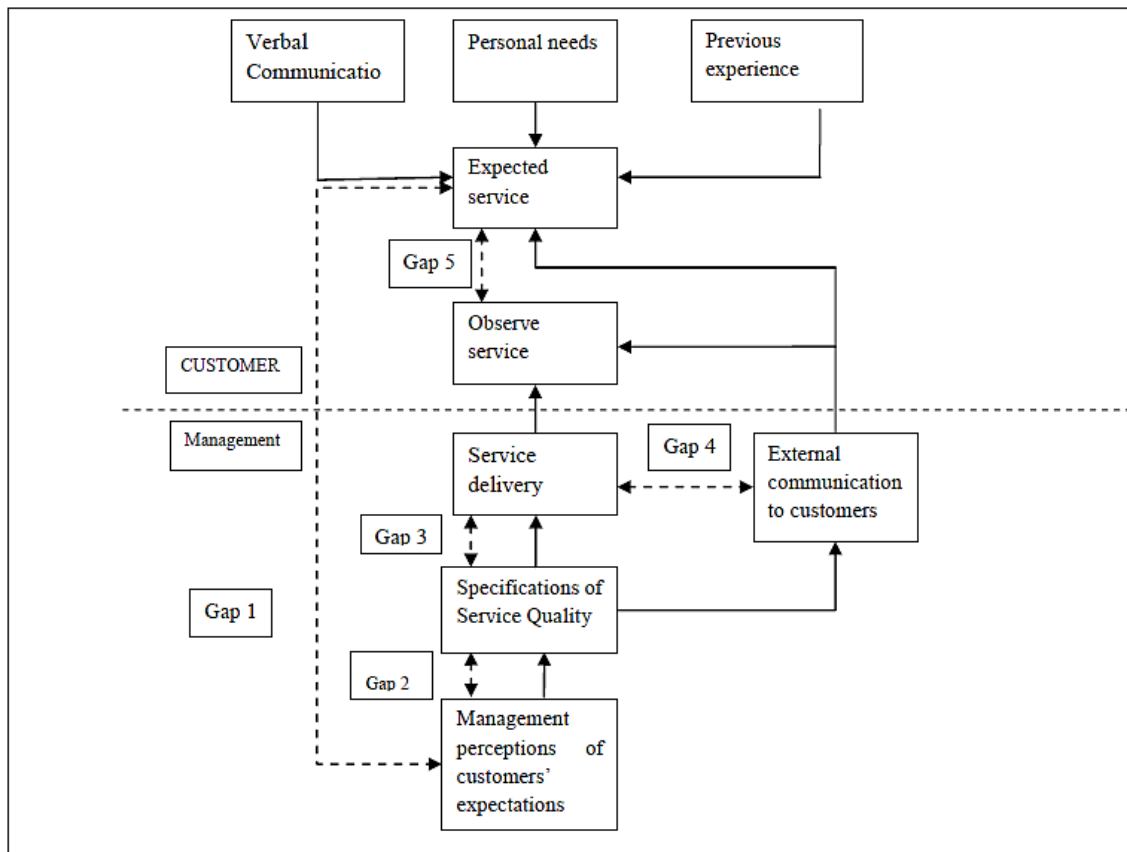 Verbal
Communicatio
Personal needs
Previous
experience
Expected
service
Gap 5
Observe
service
CUSTOMER
Management
Service
delivery
Gap 4
External
communication
to customers
Gap 3
Specifications of
Service Quality
Gap 1
Gap 2
Management
perceptions of
customers’
expectations